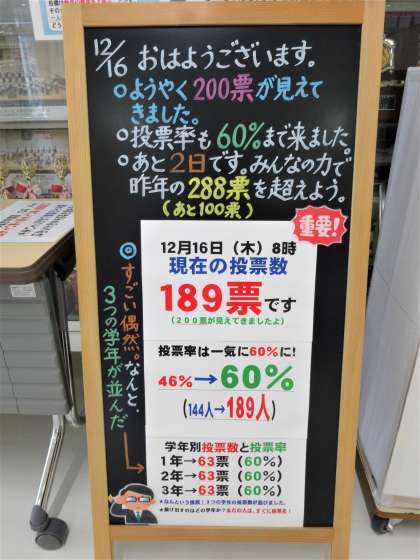 12/16 おはようございます。
◎ようやく200票が見えて
きました。
◎投票率も60%まで来ました。
◎あと2日です。みんなの力で
昨年の288票を超えよう。
(あと100票)
重要!
12月16日(木)8時
現在の投票数
189票です
(200票が見えてきましたよ)
◎すごい偶然。なんと、
3つの学年が並んだ
投票率は一気に60%に!
46%→60%
(144人→189人)
学年別投票数と投票率
1年→63票(60%)
2年→63票(60%)
3年→63票(60%)